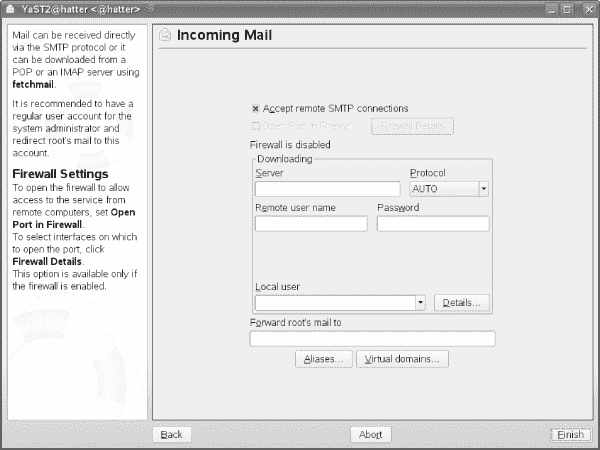 YaST2@hatter <@hatter>
Mail can be received directly
via the SMTP protocol or it
can be downloaded from a
POP or an IMAP server using
fetchmail.
It is recommended to have a
regular user account for the
system administrator and
redirect root's mail to this
account.
Firewall Settings
To open the firewall to allow
access to the service from
remote computers, set Open
Port in Firewall.
To select interfaces on which
to open the port, click
Firewall Details.
This option is available only if
the firewall is enabled.
Incoming Mail
Accept remote SMTP connections
Open Port in Firewall Firewall Details...
Firewall is disabled
Downloading
Server Protocol
AUTO
Remote user name Password
Local user
Details...
Forward root's mail to
Aliases... Virtual domains...
Back Abort Finish